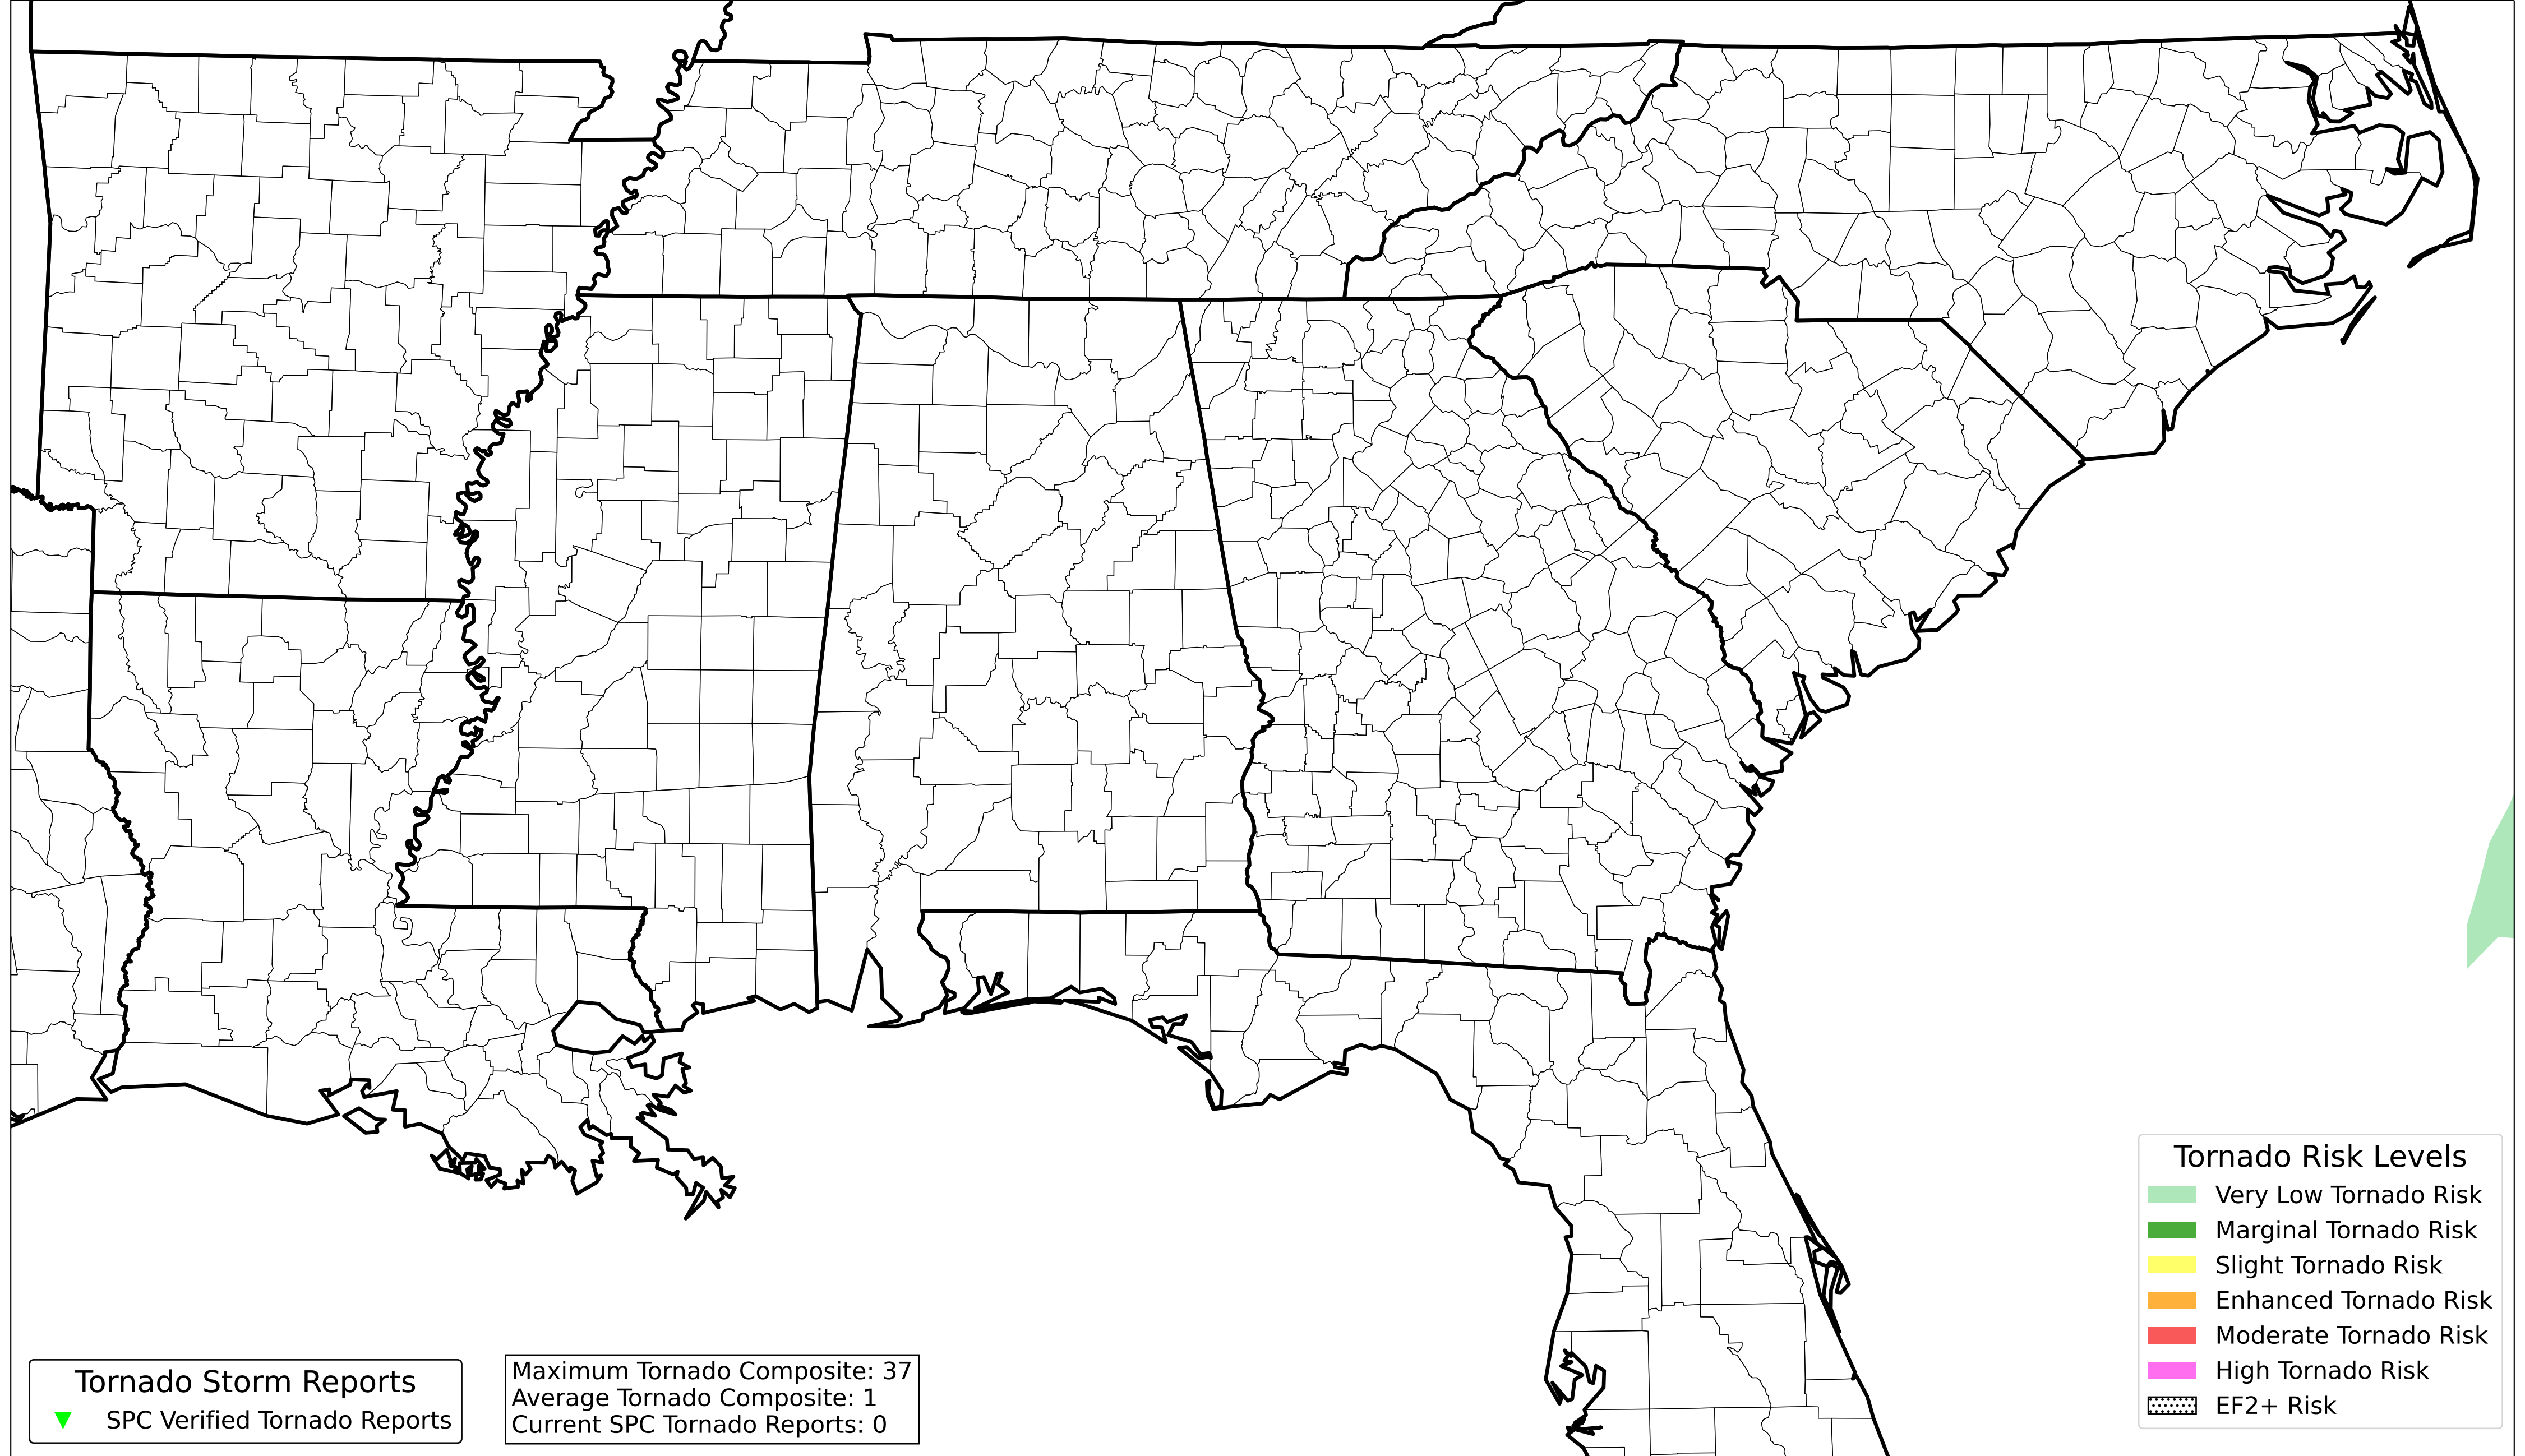 Tornado Risk Levels
Very Low Tornado Risk
Marginal Tornado Risk
Slight Tornado Risk
Enhanced Tornado Risk
Moderate Tornado Risk
High Tornado Risk
EF2+ Risk
Tornado Storm Reports
SPC Verified Tornado Reports
Maximum Tornado Composite: 37
Average Tornado Composite: 1
Current SPC Tornado Reports: 0